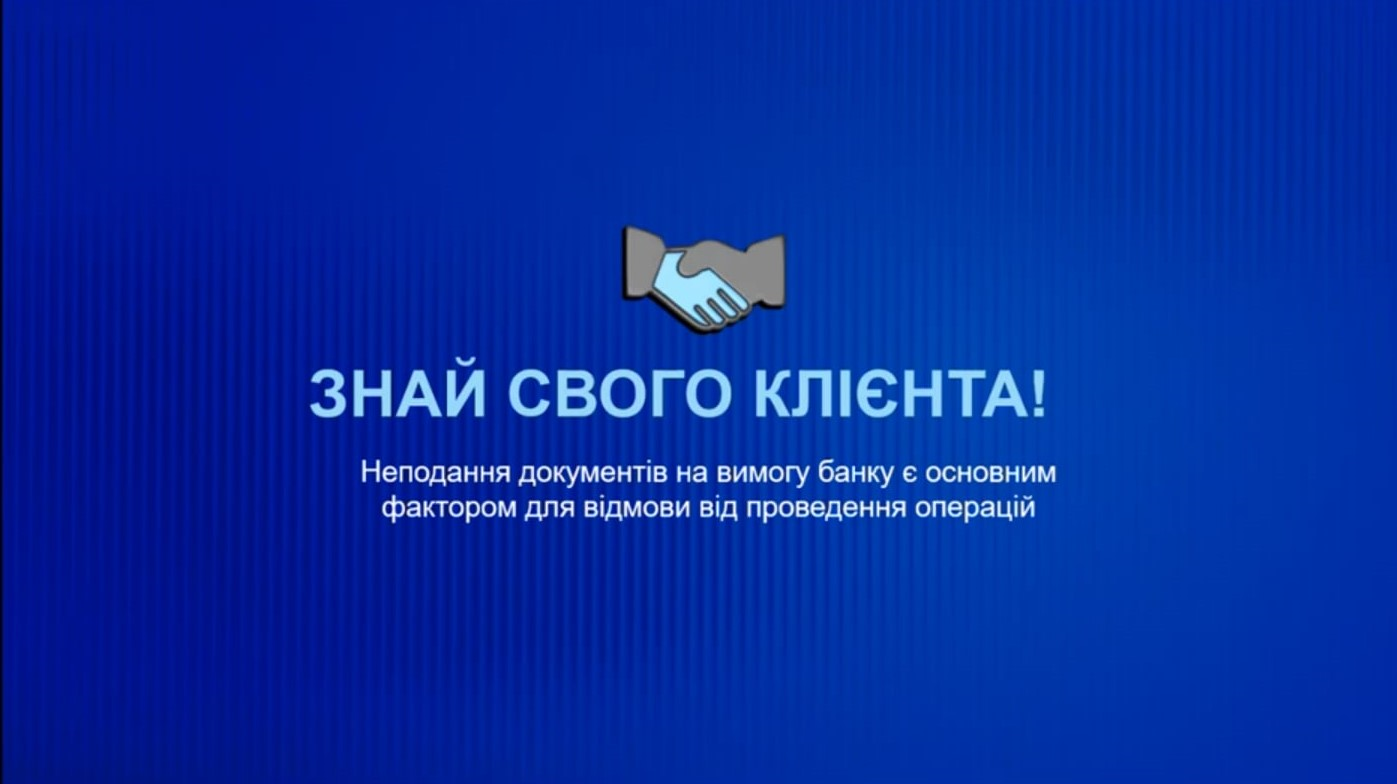 ЗНАЙ СВОГО КЛІЄНТА!
Неподання документів на вимогу банку є основним
фактором для відмови від проведення операцій